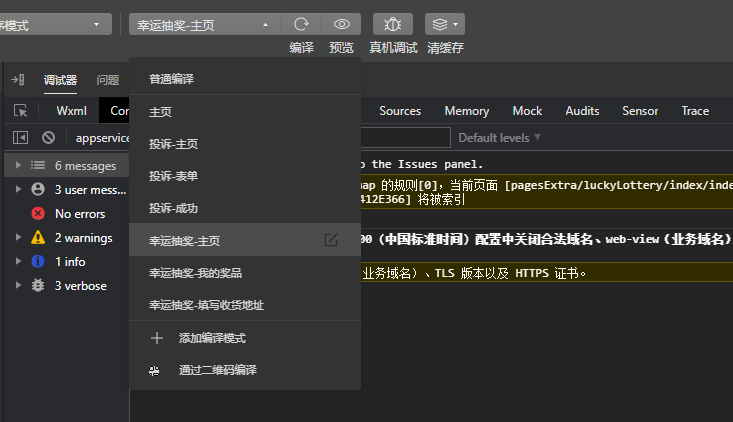 序模式
幸运抽奖-主页
编译 预览 真机调试 清缓存
普通编译
主页
投诉-主页
投诉-表单
投诉-成功
幸运抽奖-主页
幸运抽奖-我的奖品
幸运抽奖-填写收货地址
添加编译模式
通过二维码编译
调试器 问题
Wxml Con Sources Memory Mock Audits Sensor Trace
appservice Default levels
6 messages
3 user mess...
No errors
2 warnings
1 info
3 verbose
o the Issues panel.
map 的规则[0]，当前页面 [pagesExtra/luckyLottery/index/inde
412E366] 将被索引
00 (中国标准时间) 配置中关闭合法域名、web-view（业务域名）
业务域名）、TLS 版本以及 HTTPS 证书。